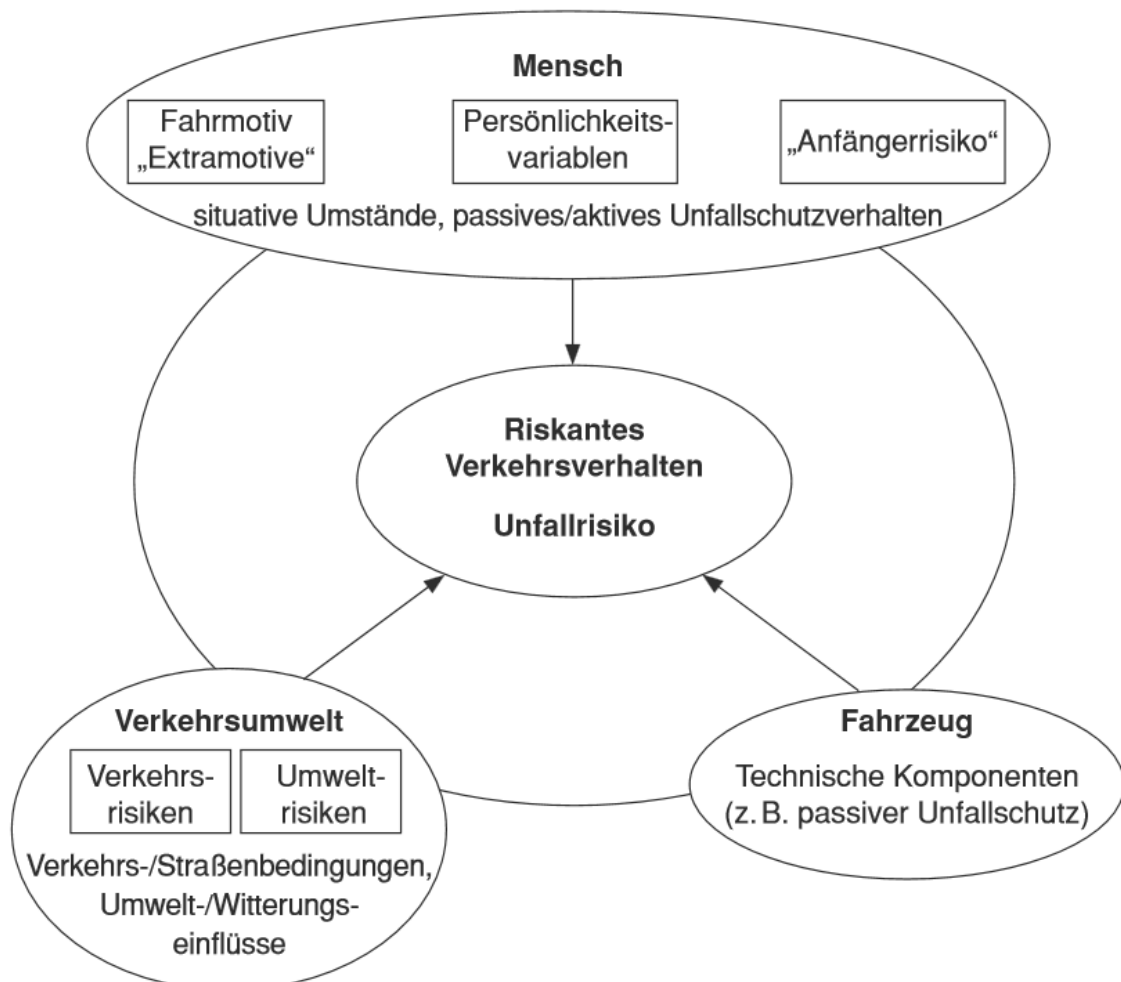 Mensch
Fahrmotiv
„Extramotive“
Persönlichkeits-
variablen
„Anfängerrisiko“
situative Umstände, passives/aktives Unfallschutzverhalten
Riskantes
Verkehrsverhalten
Unfallrisiko
Verkehrsumwelt
Verkehrs-
risiken
Umwelt-
risiken
Verkehrs-/Straßenbedingungen,
Umwelt-/Witterungs-
einflüsse
Fahrzeug
Technische Komponenten
(z. B. passiver Unfallschutz)